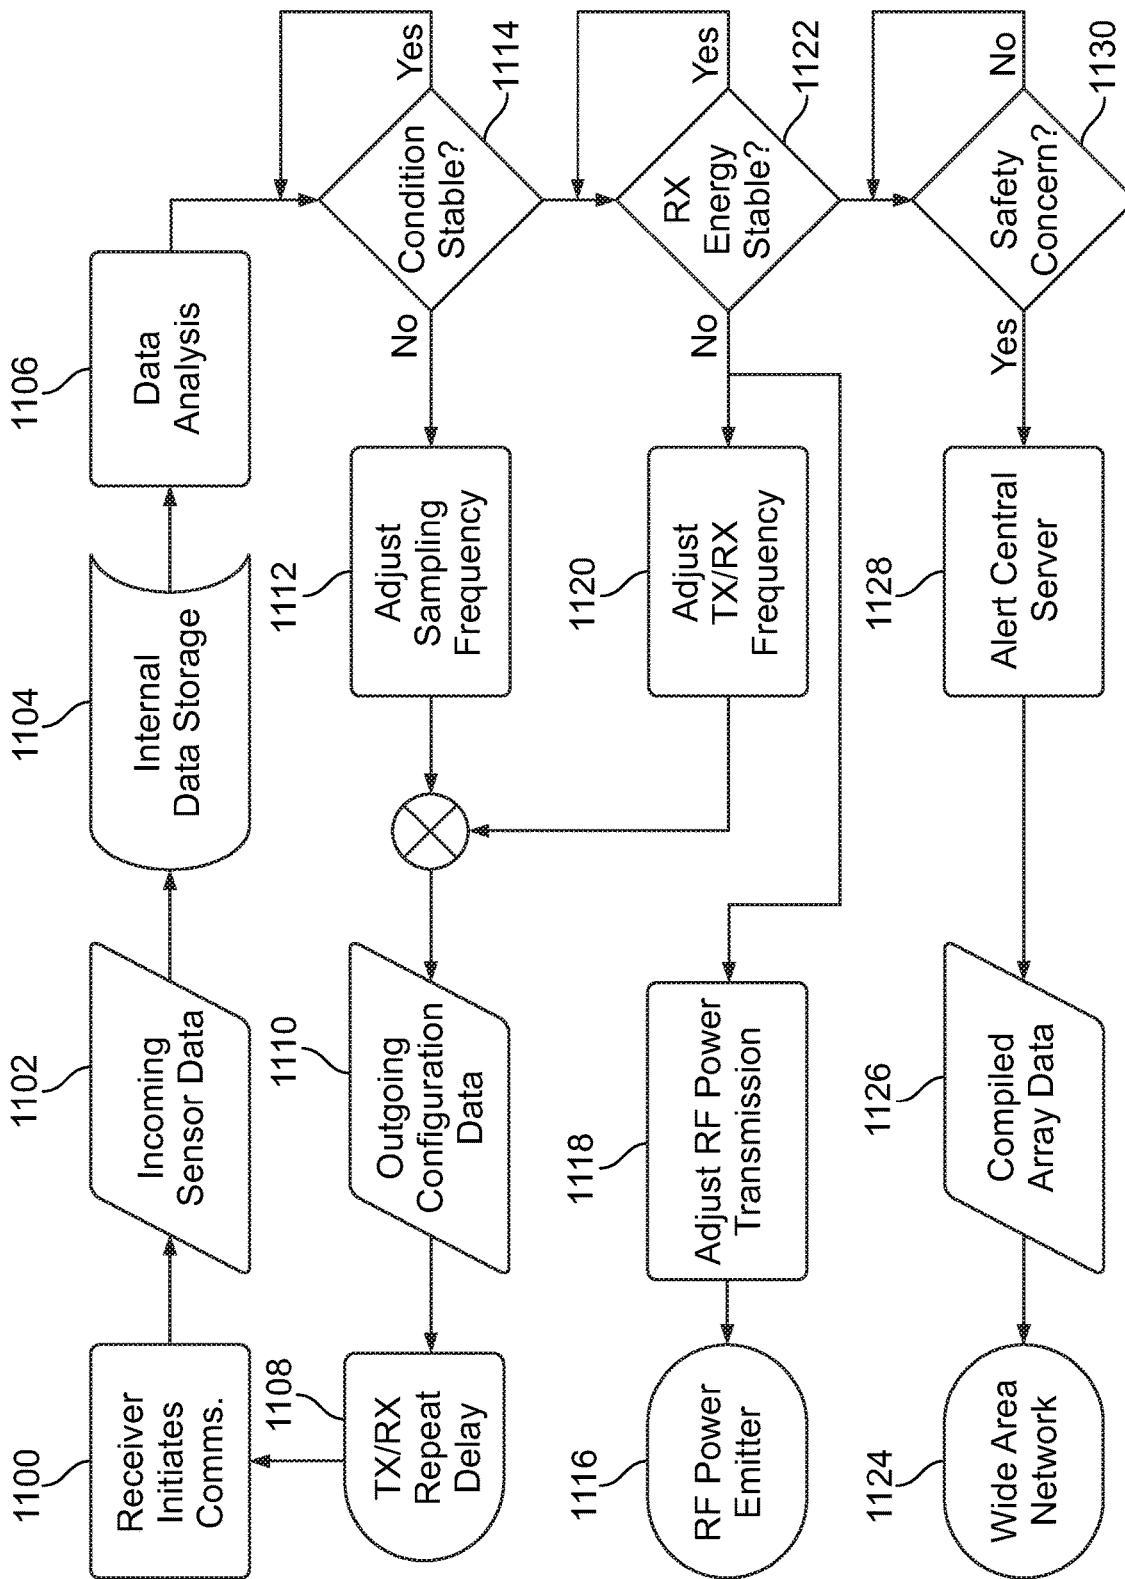 1100
Receiver
Initiates
Comms.
1102
Incoming
Sensor Data
1104
Internal
Data Storage
1106
Data
Analysis
1108
TX/RX
Repeat
Delay
1110
Outgoing
Configuration
Data
1112
Adjust
Sampling
Frequency
No
Condition
Stable?
Yes
1114
1116
RF Power
Emitter
1118
Adjust RF Power
Transmission
1120
Adjust
TX/RX
Frequency
No
RX
Energy
Stable?
Yes
1122
1124
Wide Area
Network
1126
Compiled
Array Data
1128
Alert Central
Server
Yes
Safety
Concern?
No
1130